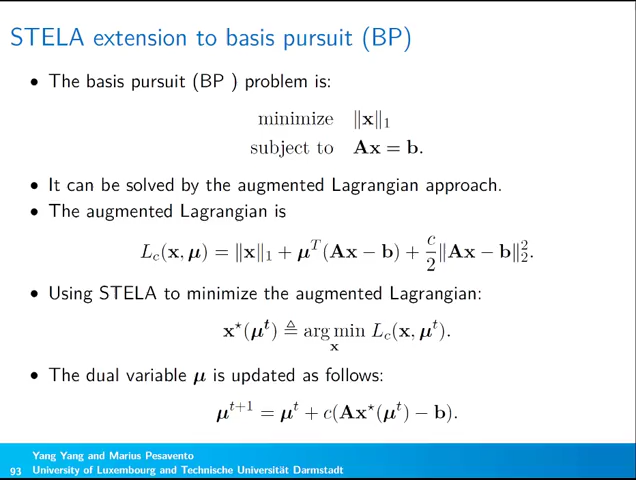 STELA extension to basis pursuit (BP)
• The basis pursuit (BP ) problem is:
minimize ‖x‖₁
subject to Ax = b.
• It can be solved by the augmented Lagrangian approach.
• The augmented Lagrangian is
L_c(x, μ) = ‖x‖₁ + μ^T(Ax − b) + c/2‖Ax − b‖₂².
• Using STELA to minimize the augmented Lagrangian:
x⋆(μ^t) ≜ arg min L_c(x, μ^t).
x
• The dual variable μ is updated as follows:
μ^{t+1} = μ^t + c(Ax⋆(μ^t) − b).
Yang Yang and Marius Pesavento
93 University of Luxembourg and Technische Universität Darmstadt